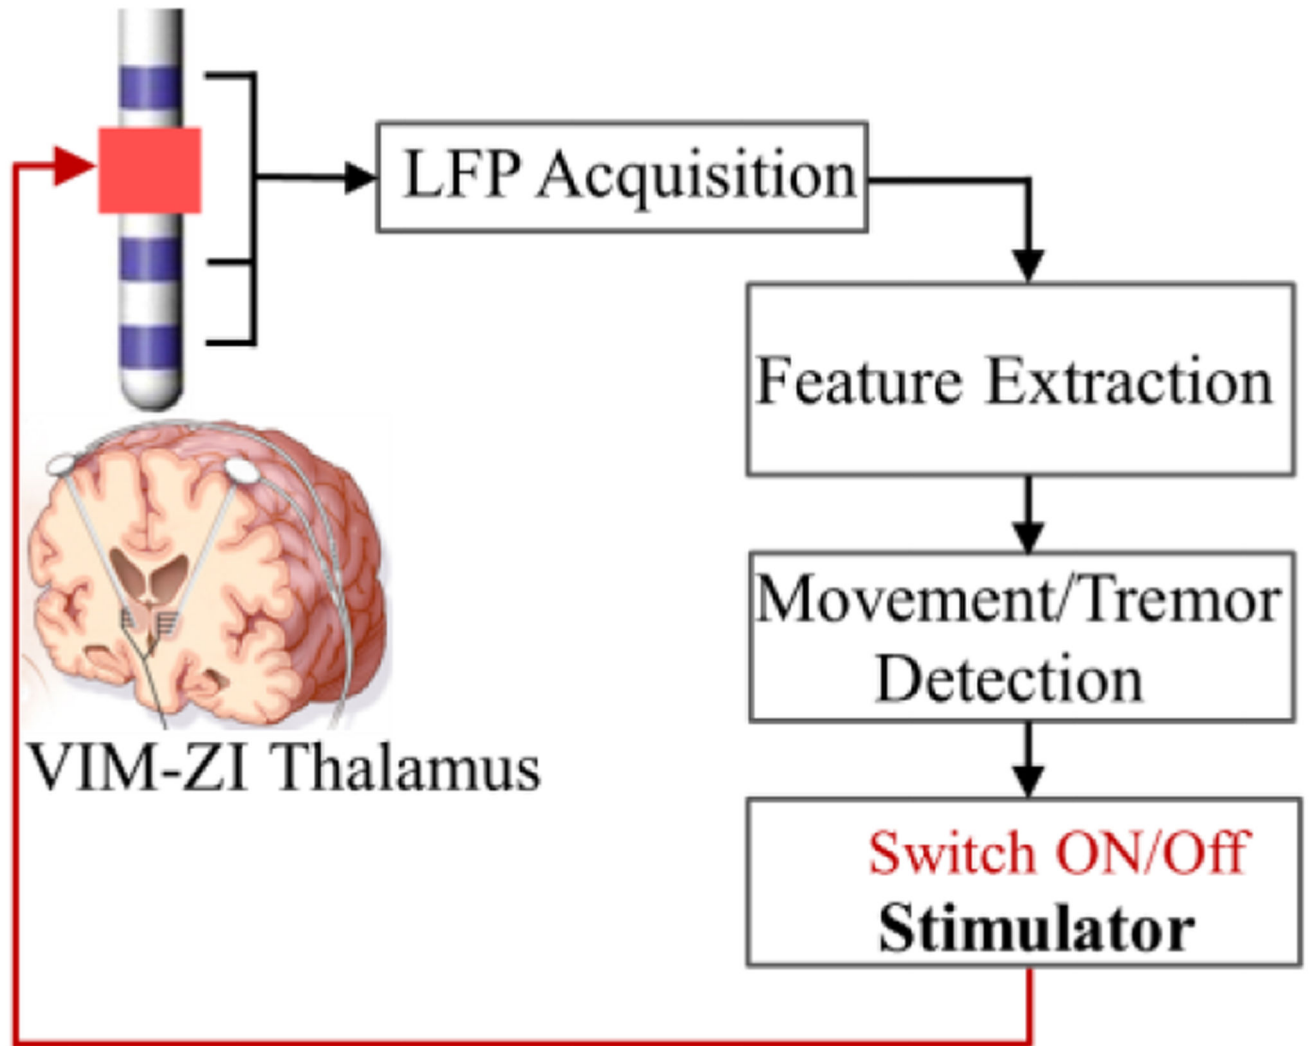 LFP Acquisition
Feature Extraction
Movement/Tremor
Detection
VIM-ZI Thalamus
Switch ON/Off
Stimulator